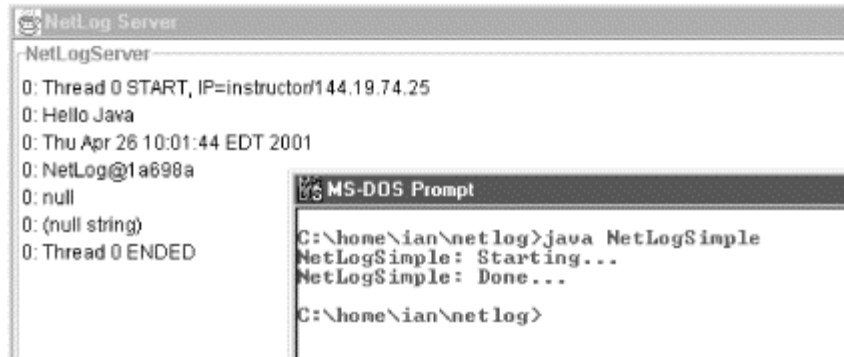 NetLog Server
NetLogServer
0: Thread 0 START, IP=instructor/144.19.74.25
0: Hello Java
0: Thu Apr 26 10:01:44 EDT 2001
0: NetLog@1a698a
0: null
0: (null string)
0: Thread 0 ENDED
MS-DOS Prompt
C:\home\ian\netlog>java NetLogSimple
NetLogSimple: Starting...
NetLogSimple: Done...
C:\home\ian\netlog>